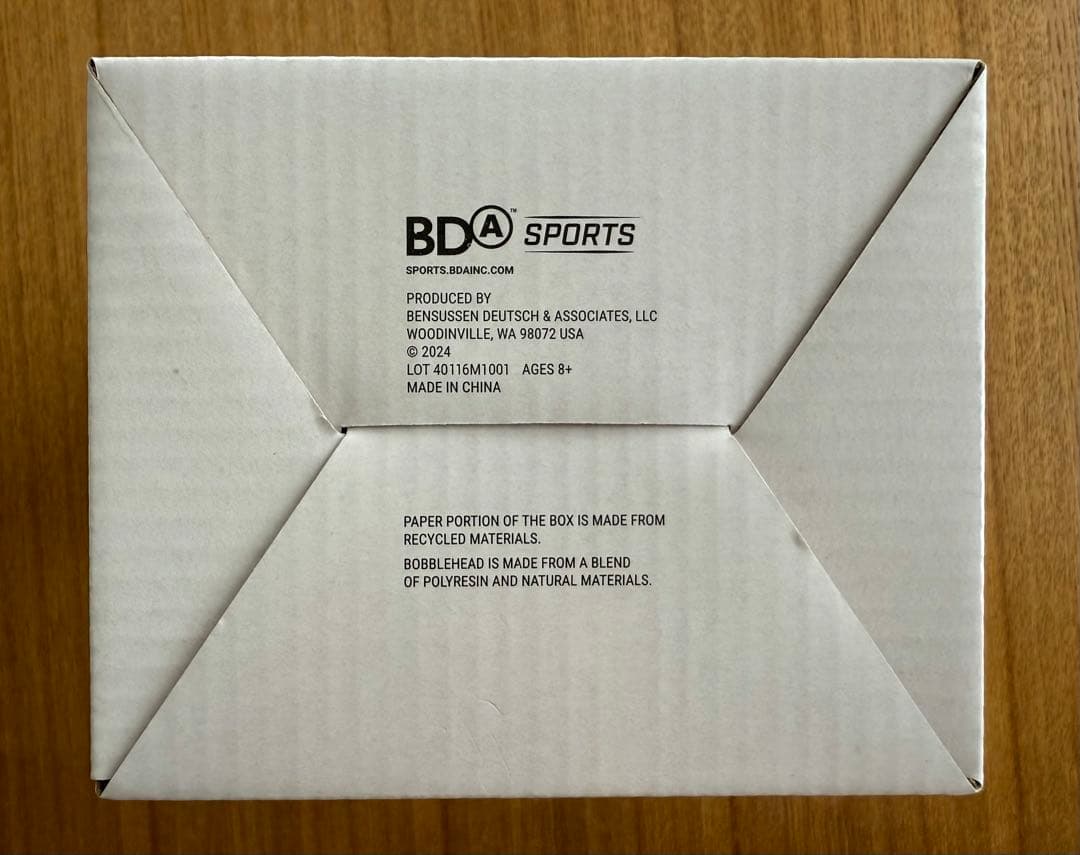 BDA™ SPORTS
SPORTS.BDAINC.COM
PRODUCED BY
BENSUSSEN DEUTSCH & ASSOCIATES, LLC
WOODINVILLE, WA 98072 USA
© 2024
LOT 40116M1001 AGES 8+
MADE IN CHINA
PAPER PORTION OF THE BOX IS MADE FROM
RECYCLED MATERIALS.
BOBBLEHEAD IS MADE FROM A BLEND
OF POLYRESIN AND NATURAL MATERIALS.